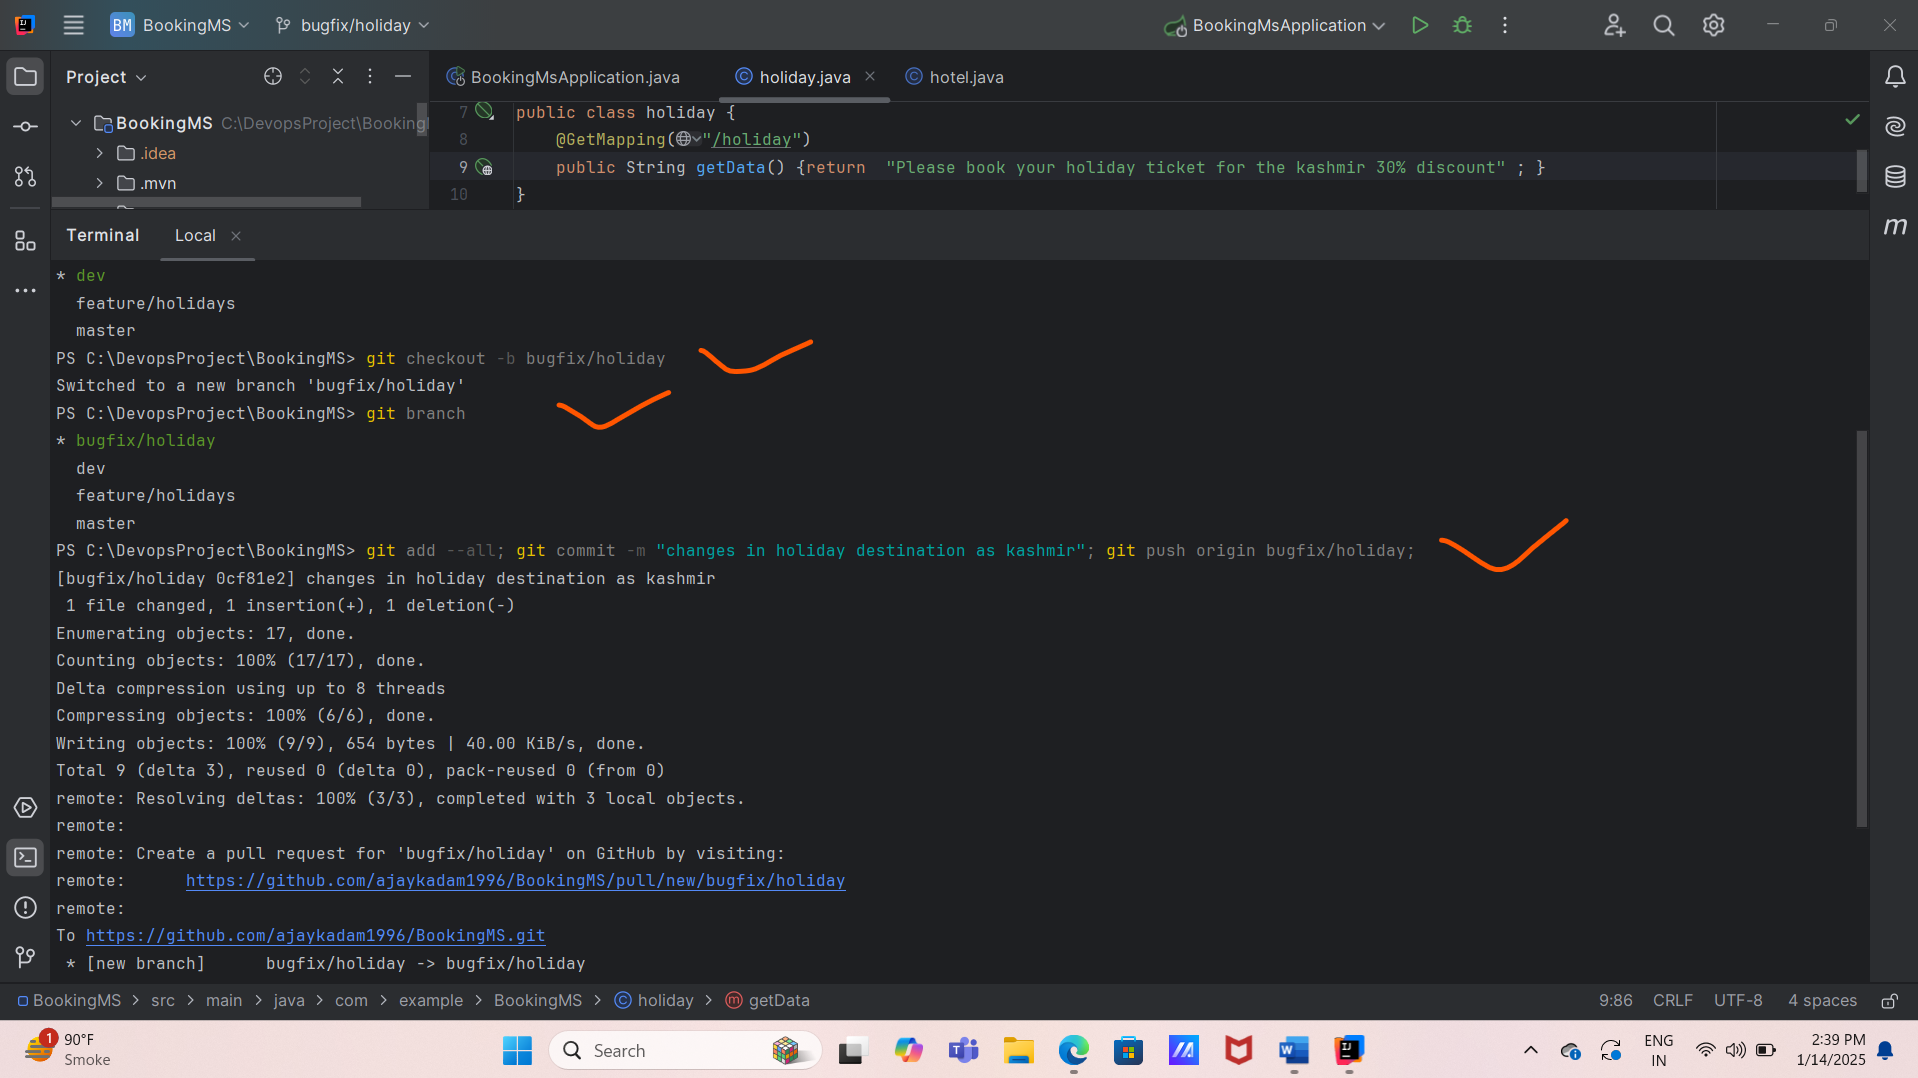 BM BookingMS bugfix/holiday BookingMsApplication
Project
BookingMsApplication.java holiday.java hotel.java
BookingMS C:\DevopsProject\Booking
.idea
.mvn
7 public class holiday {
8 @GetMapping("/holiday")
9 public String getData() {return "Please book your holiday ticket for the kashmir 30% discount" ; }
10 }
Terminal Local
* dev
feature/holidays
master
PS C:\DevopsProject\BookingMS> git checkout -b bugfix/holiday
Switched to a new branch 'bugfix/holiday'
PS C:\DevopsProject\BookingMS> git branch
* bugfix/holiday
dev
feature/holidays
master
PS C:\DevopsProject\BookingMS> git add --all; git commit -m "changes in holiday destination as kashmir"; git push origin bugfix/holiday;
[bugfix/holiday 0cf81e2] changes in holiday destination as kashmir
1 file changed, 1 insertion(+), 1 deletion(-)
Enumerating objects: 17, done.
Counting objects: 100% (17/17), done.
Delta compression using up to 8 threads
Compressing objects: 100% (6/6), done.
Writing objects: 100% (9/9), 654 bytes | 40.00 KiB/s, done.
Total 9 (delta 3), reused 0 (delta 0), pack-reused 0 (from 0)
remote: Resolving deltas: 100% (3/3), completed with 3 local objects.
remote:
remote: Create a pull request for 'bugfix/holiday' on GitHub by visiting:
remote: https://github.com/ajaykadam1996/BookingMS/pull/new/bugfix/holiday
remote:
To https://github.com/ajaykadam1996/BookingMS.git
* [new branch] bugfix/holiday -> bugfix/holiday
BookingMS > src > main > java > com > example > BookingMS > holiday > getData 9:86 CRLF UTF-8 4 spaces
1 90°F
Smoke
Search
ENG
IN
2:39 PM
1/14/2025